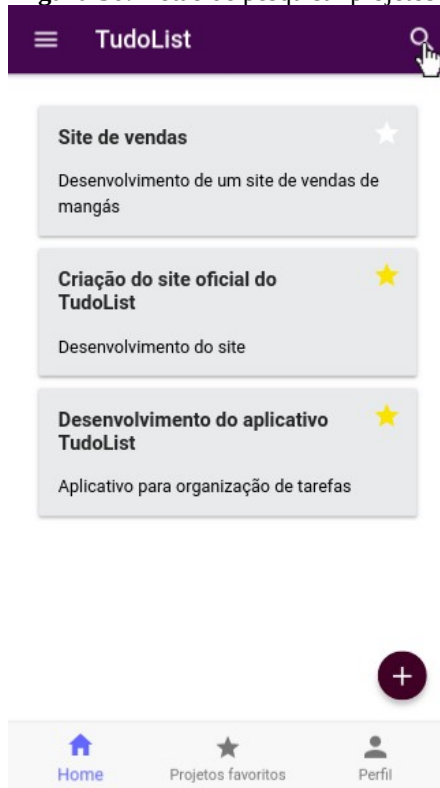 TudoList
Site de vendas
Desenvolvimento de um site de vendas de
mangás
Criação do site oficial do
TudoList
Desenvolvimento do site
Desenvolvimento do aplicativo
TudoList
Aplicativo para organização de tarefas
Home
Projetos favoritos
Perfil